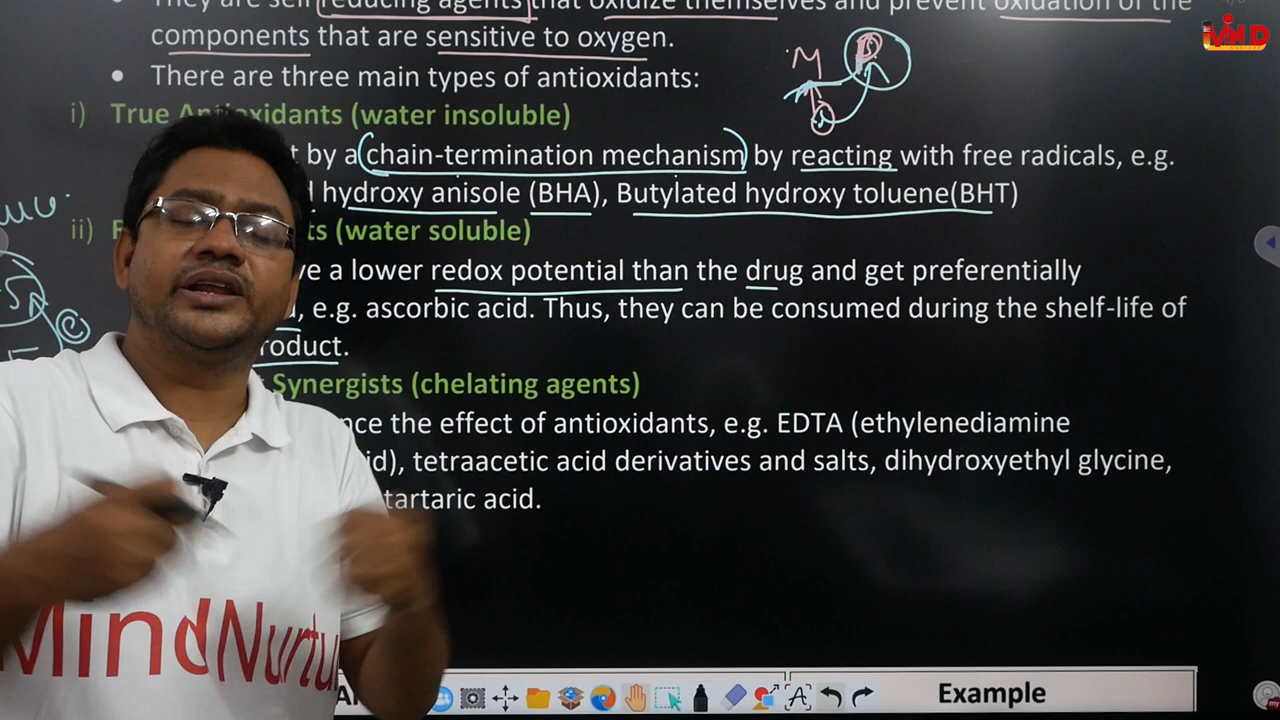 They are self reducing agents that oxidize themselves and prevent oxidation of the
components that are sensitive to oxygen.
• There are three main types of antioxidants:
i) True Antioxidants (water insoluble)
t by a chain-termination mechanism by reacting with free radicals, e.g.
hydroxy anisole (BHA), Butylated hydroxy toluene(BHT)
ii) ts (water soluble)
ve a lower redox potential than the drug and get preferentially
, e.g. ascorbic acid. Thus, they can be consumed during the shelf-life of
roduct.
Synergists (chelating agents)
nce the effect of antioxidants, e.g. EDTA (ethylenediamine
id), tetraacetic acid derivatives and salts, dihydroxyethyl glycine,
tartaric acid.
Example
M
MIND
MindNurtu